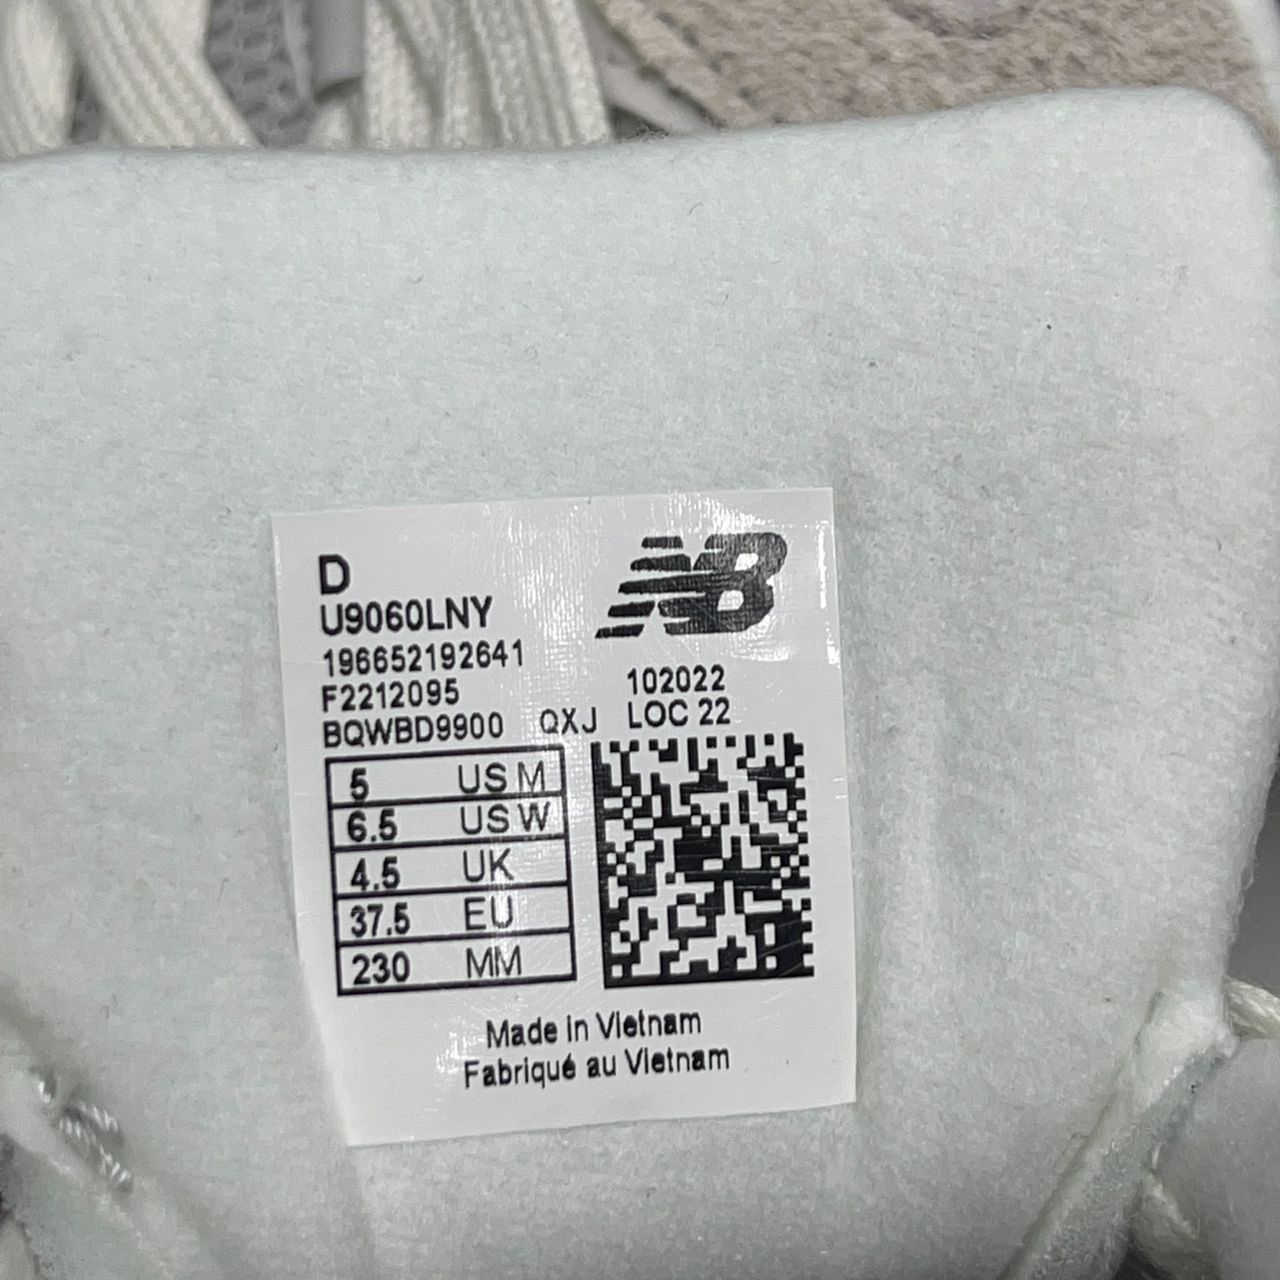 D
U9060LNY
196652192641
F2212095
BQWBD9900 QXJ
NB
102022
LOC 22
5 US M
6.5 US W
4.5 UK
37.5 EU
230 MM
Made in Vietnam
Fabriqué au Vietnam